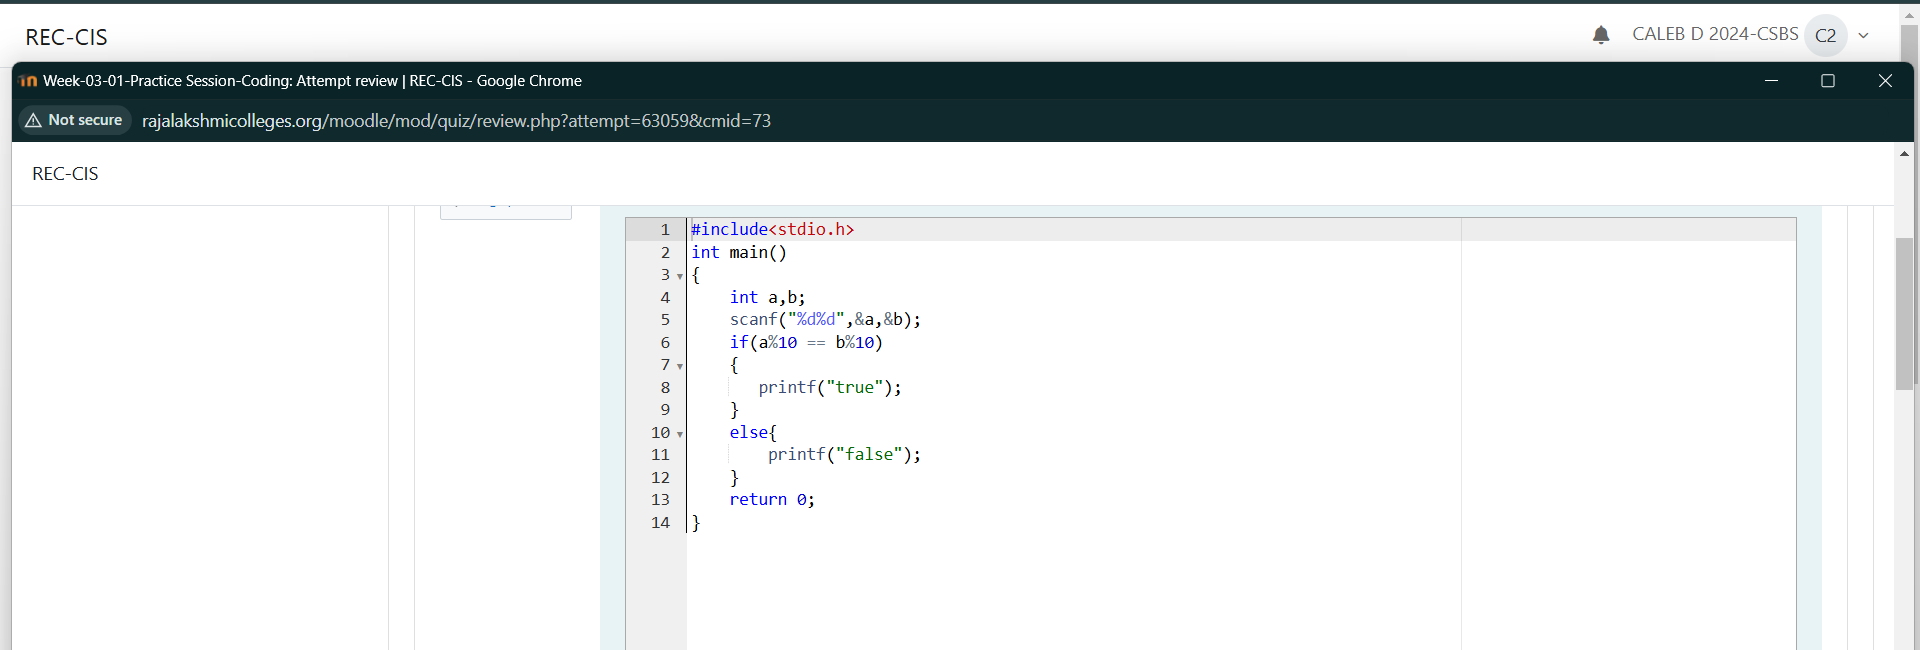 REC-CIS
CALEB D 2024-CSBS
C2
Week-03-01-Practice Session-Coding: Attempt review | REC-CIS - Google Chrome
Not secure
rajalakshmicolleges.org/moodle/mod/quiz/review.php?attempt=63059&cmid=73
REC-CIS
1 #include<stdio.h>
2 int main()
3 {
4     int a,b;
5     scanf("%d%d",&a,&b);
6     if(a%10 == b%10)
7     {
8        printf("true");
9     }
10     else{
11         printf("false");
12     }
13     return 0;
14 }